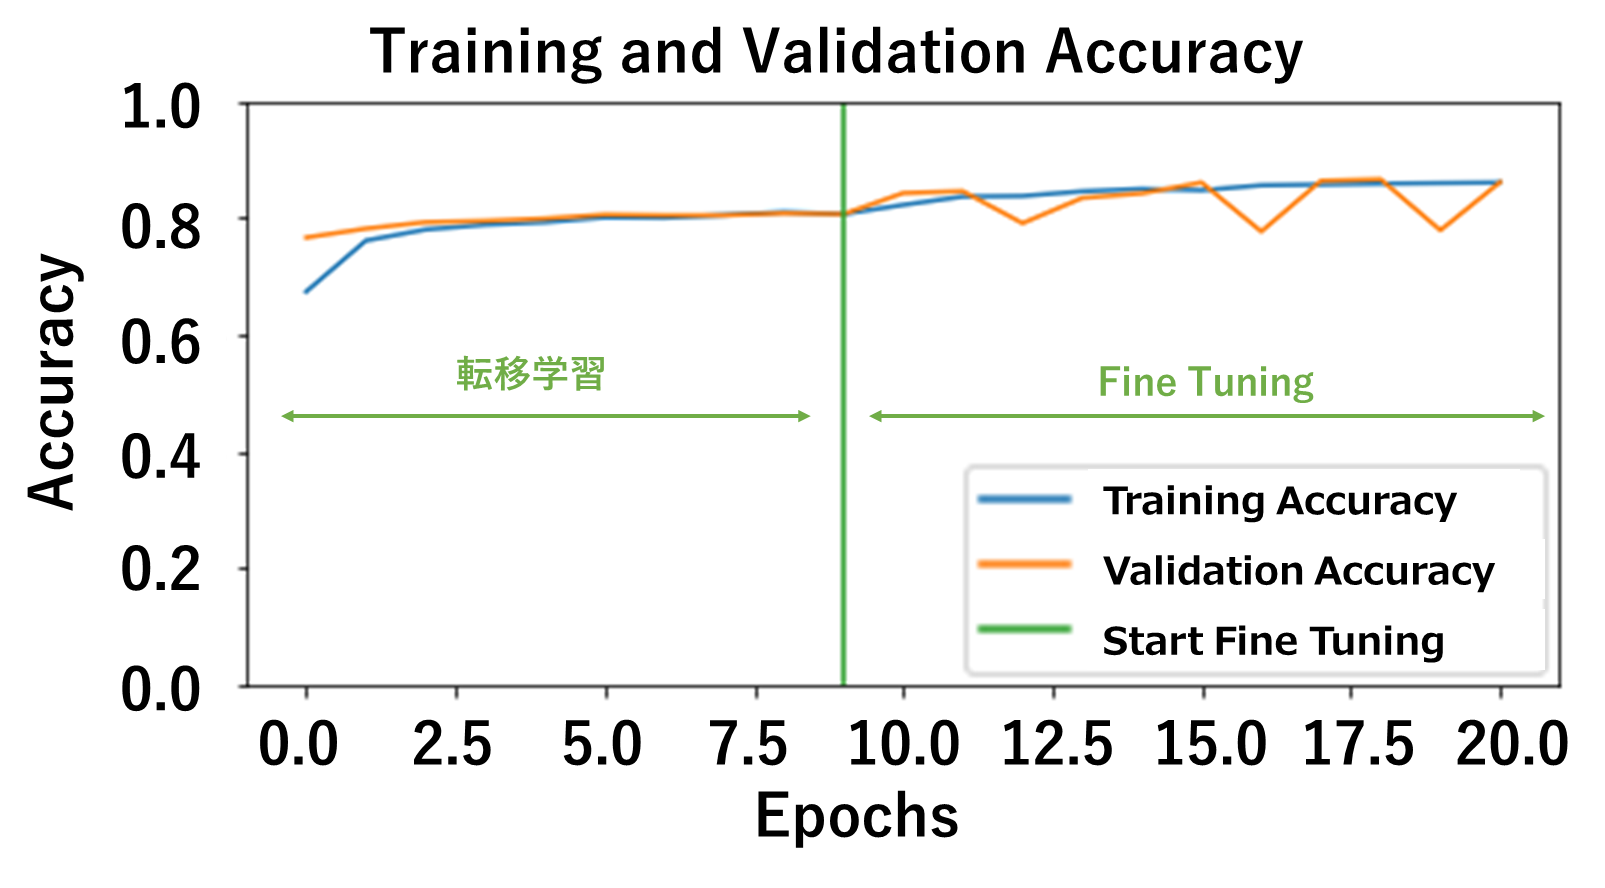 Training and Validation Accuracy
1.0
0.8
0.6
0.4
0.2
0.0
Accuracy
転移学習
Fine Tuning
Training Accuracy
Validation Accuracy
Start Fine Tuning
0.0 2.5 5.0 7.5 10.0 12.5 15.0 17.5 20.0
Epochs